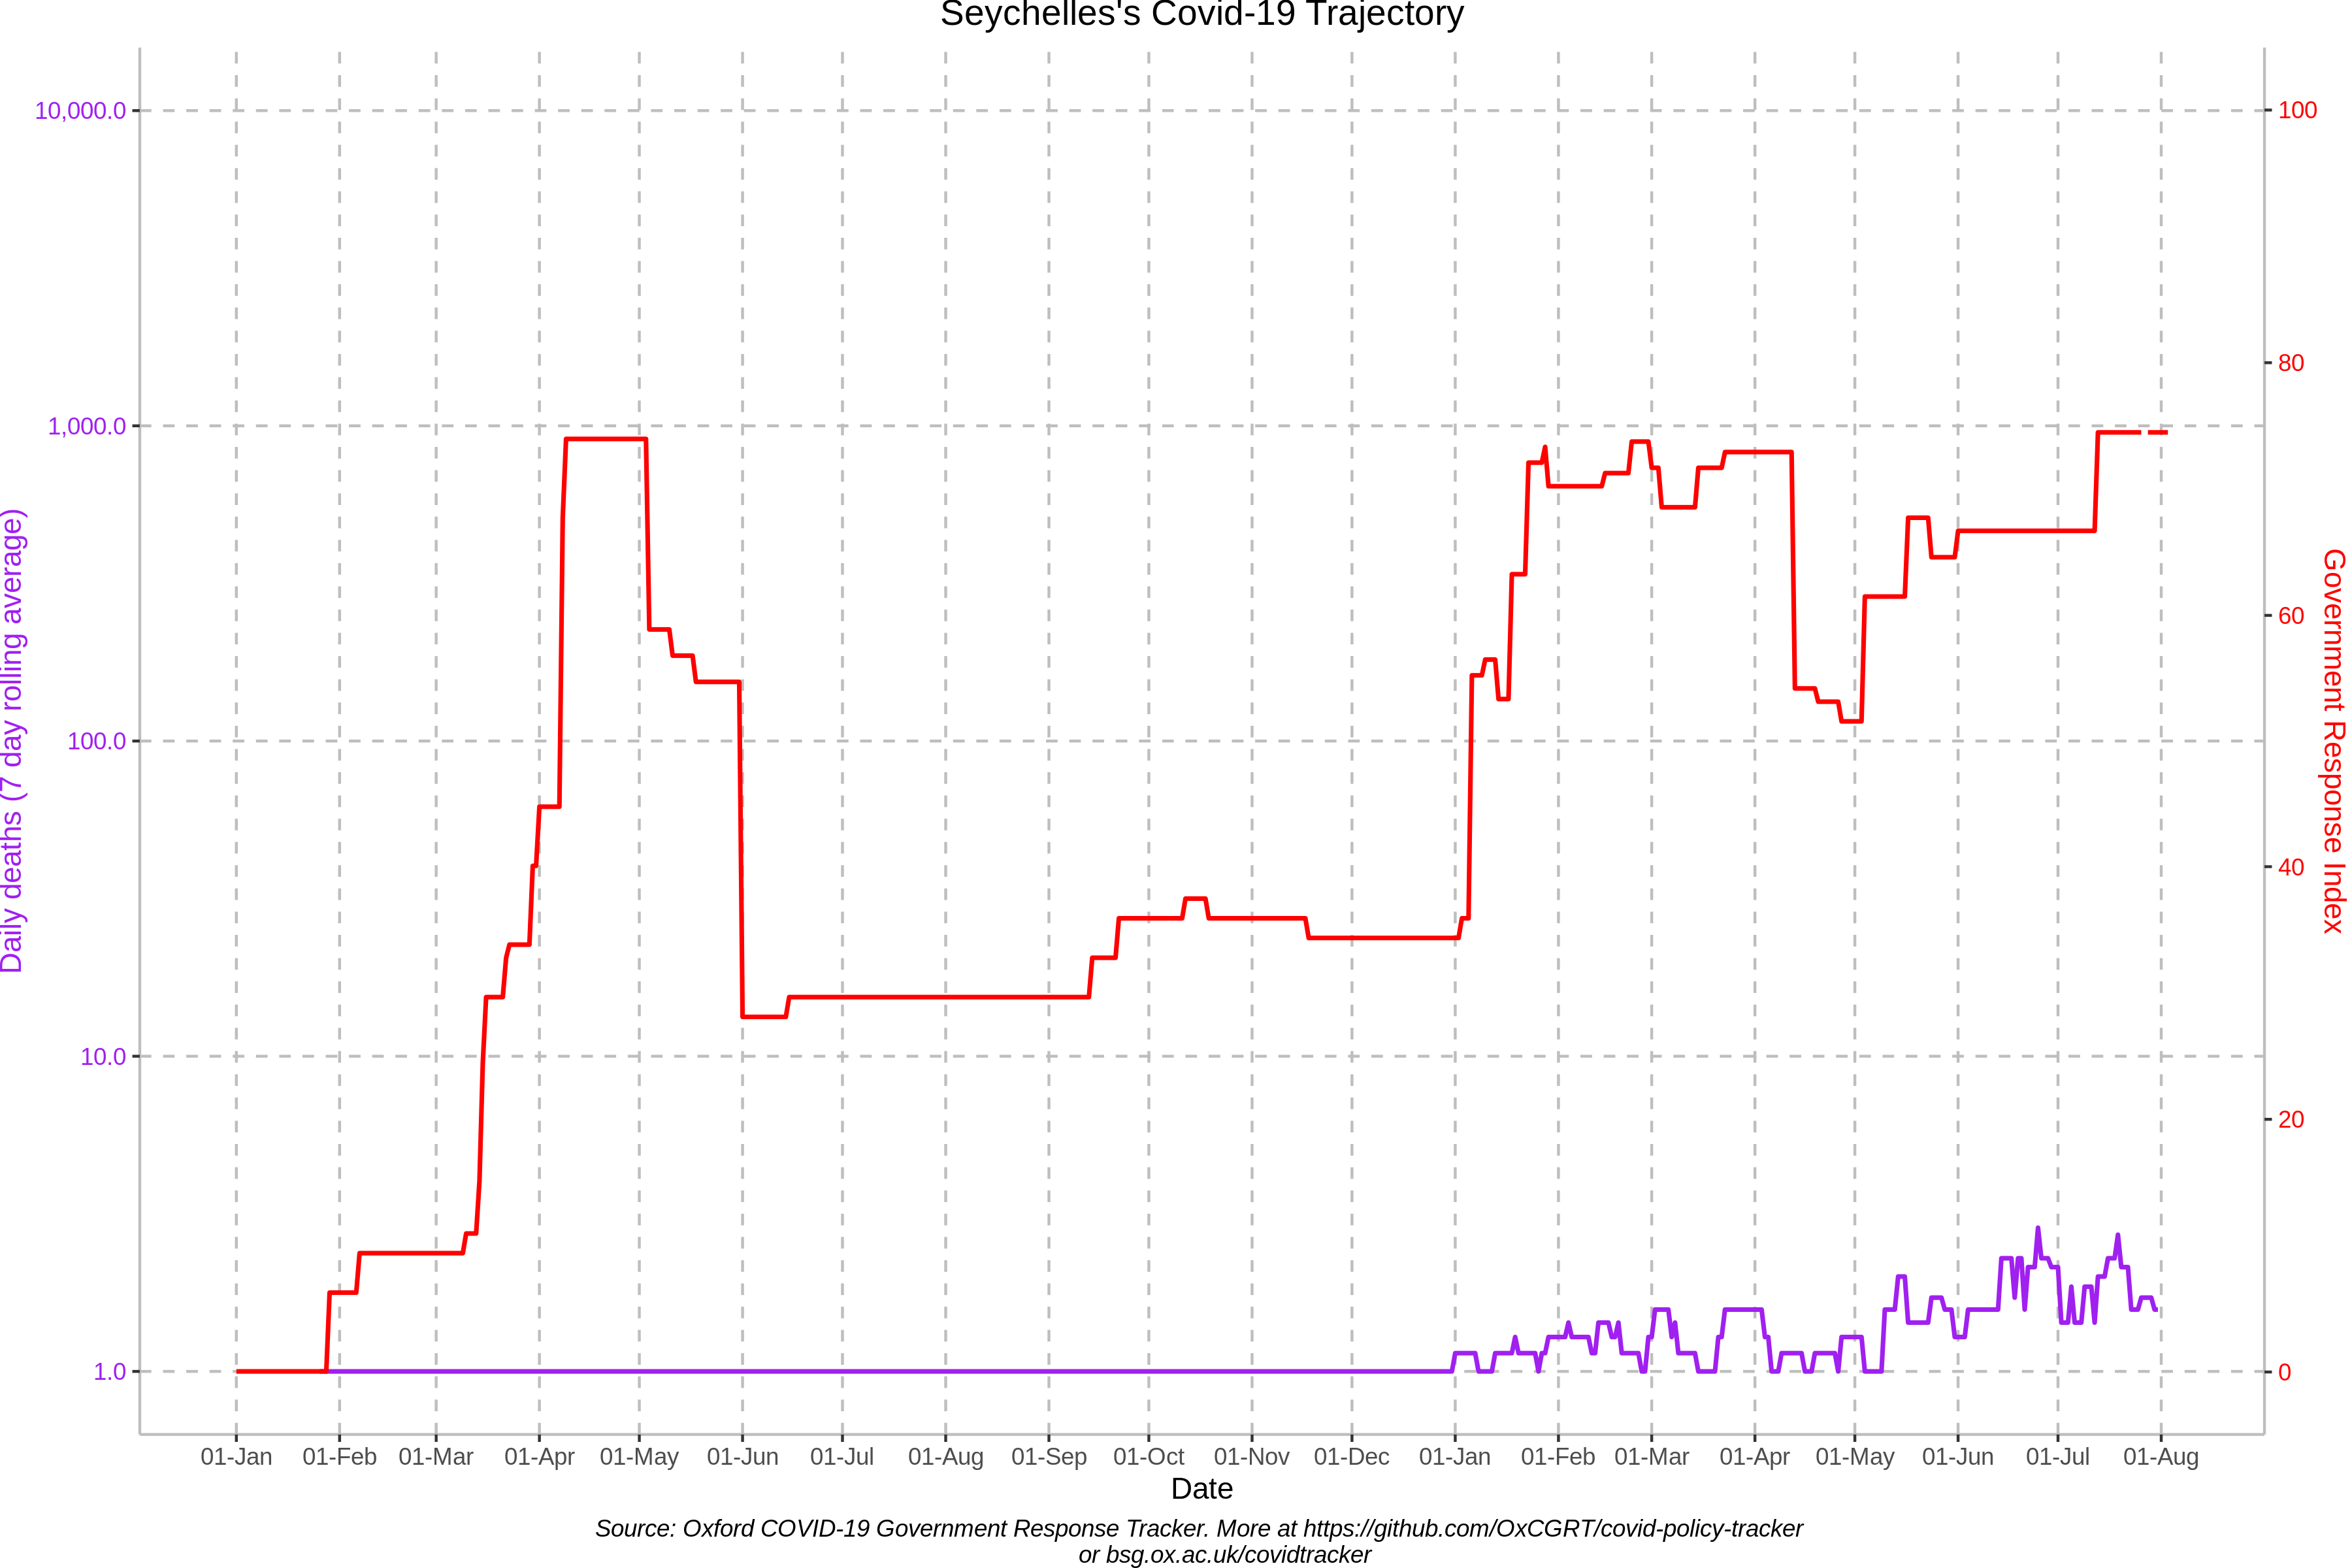 Seychelles's Covid-19 Trajectory
10,000.0
1,000.0
100.0
10.0
1.0
Daily deaths (7 day rolling average)
100
80
60
40
20
0
Government Response Index
01-Jan 01-Feb 01-Mar 01-Apr 01-May 01-Jun 01-Jul 01-Aug 01-Sep 01-Oct 01-Nov 01-Dec 01-Jan 01-Feb 01-Mar 01-Apr 01-May 01-Jun 01-Jul 01-Aug
Date
Source: Oxford COVID-19 Government Response Tracker. More at https://github.com/OxCGRT/covid-policy-tracker
or bsg.ox.ac.uk/covidtracker